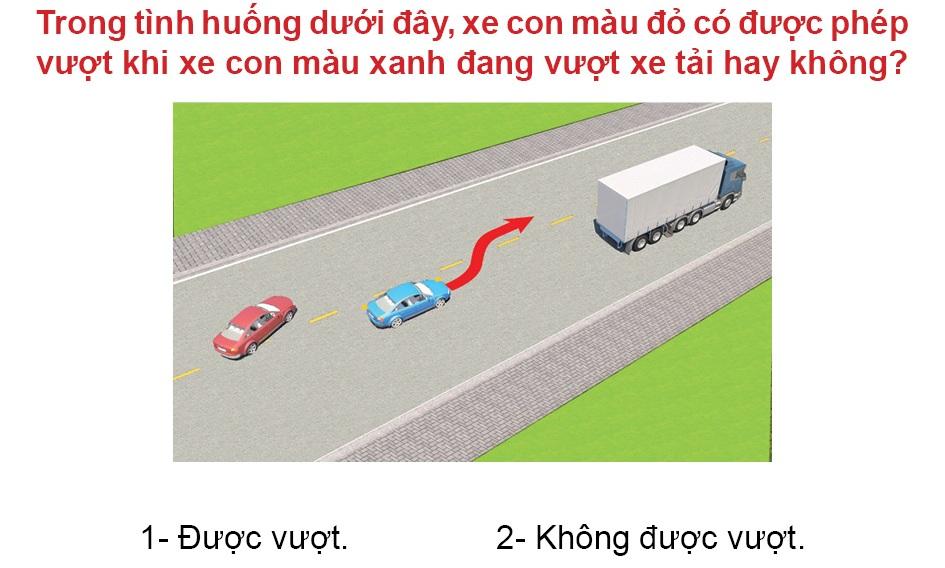 Trong tình huống dưới đây, xe con màu đỏ có được phép
vượt khi xe con màu xanh đang vượt xe tải hay không?
1- Được vượt. 2- Không được vượt.